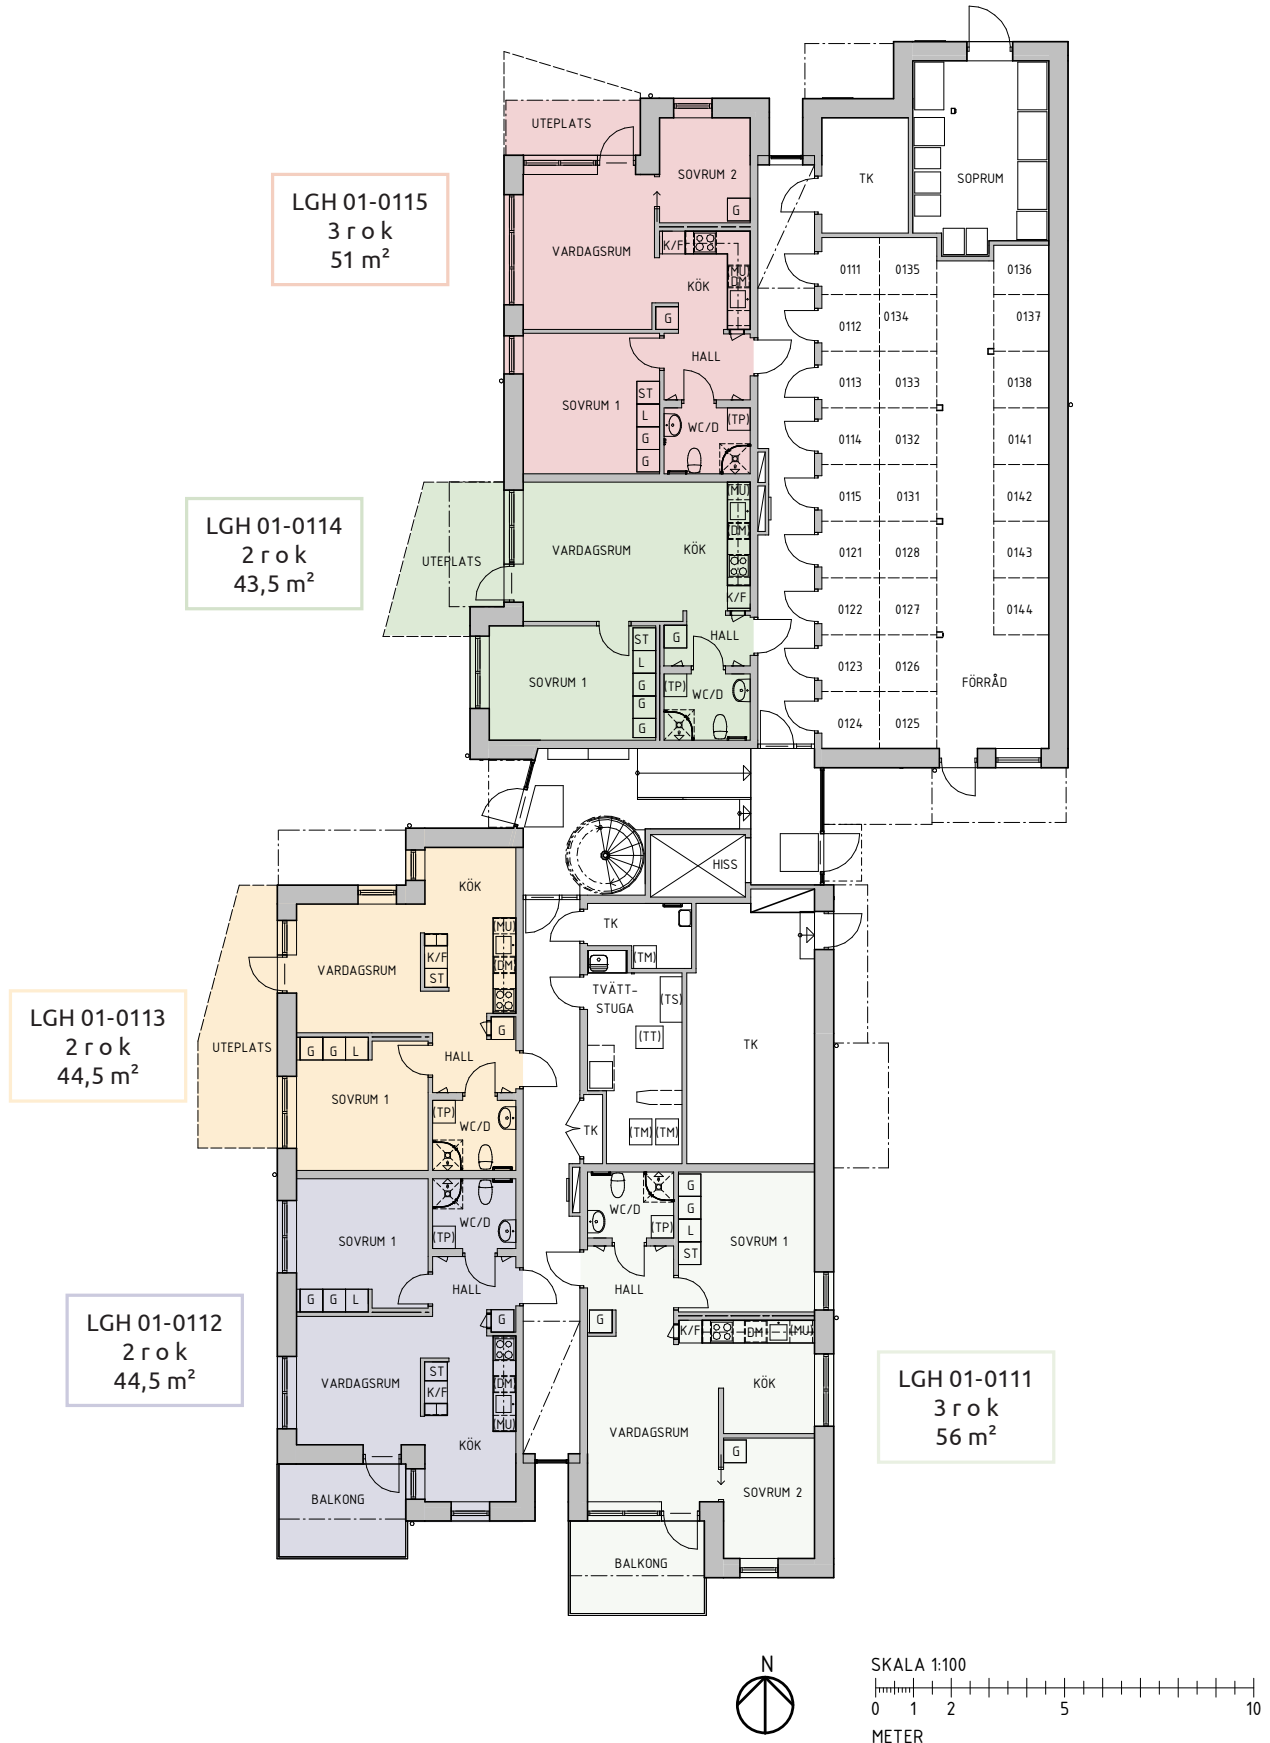 UTEPLATS
SOVRUM 2
G
VARDAGSRUM
K/F
(MU)
DM
KÖK
G
HALL
SOVRUM 1
ST
L
G
G
WC/D
(TP)
LGH 01-0115
3 r o k
51 m²
TK
SOPRUM
0111
0135
0136
0112
0134
0137
0113
0133
0138
0114
0132
0141
0115
0131
0142
0121
0128
0143
0122
0127
0144
0123
0126
FÖRRÅD
0124
0125
LGH 01-0114
2 r o k
43,5 m²
UTEPLATS
VARDAGSRUM
KÖK
(MU)
(DM)
K/F
G
HALL
SOVRUM 1
ST
L
G
G
G
(TP)
WC/D
HISS
KÖK
(MU)
(DM)
VARDAGSRUM
K/F
ST
G
LGH 01-0113
2 r o k
44,5 m²
UTEPLATS
G
G
L
HALL
SOVRUM 1
(TP)
WC/D
TK
(TM)
TVÄTT-
STUGA
(TS)
(TT)
TK
TK
(TM)
(TM)
SOVRUM 1
WC/D
(TP)
G
G
L
HALL
G
LGH 01-0112
2 r o k
44,5 m²
VARDAGSRUM
ST
K/F
(DM)
(MU)
KÖK
BALKONG
WC/D
(TP)
G
G
L
ST
SOVRUM 1
HALL
G
K/F
DM
(MU)
KÖK
VARDAGSRUM
G
SOVRUM 2
BALKONG
LGH 01-0111
3 r o k
56 m²
N
SKALA 1:100
0
1
2
5
10
METER